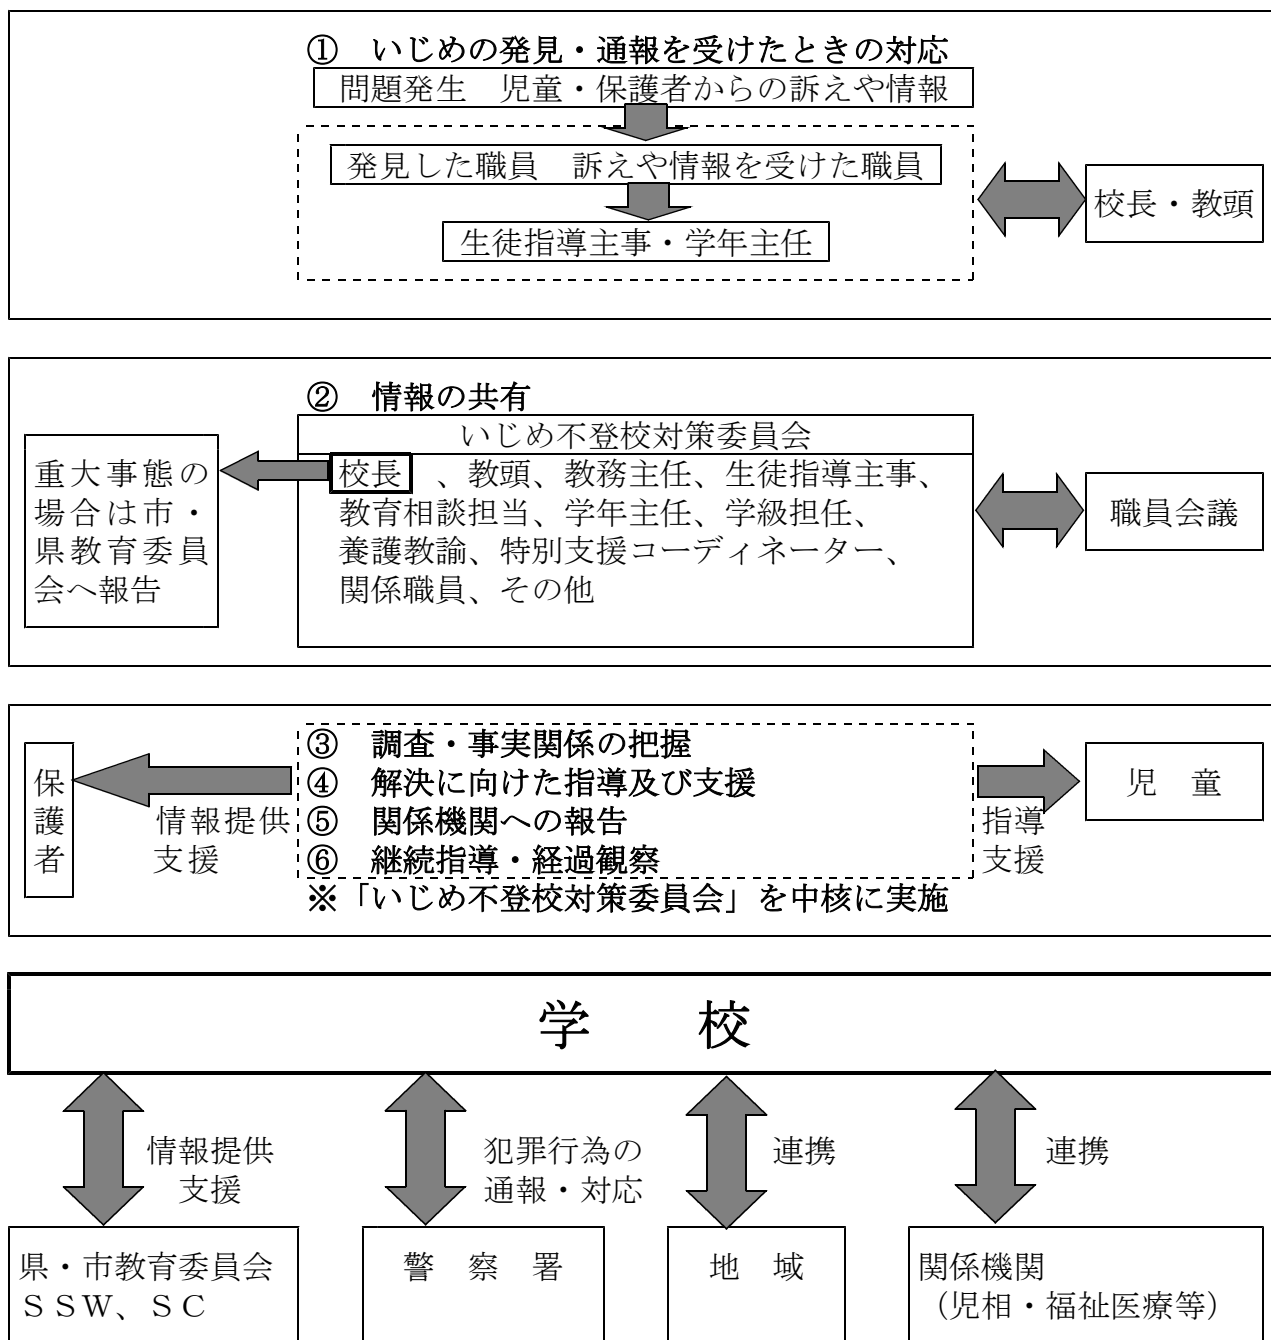 ① いじめの発見・通報を受けたときの対応
問題発生 児童・保護者からの訴えや情報
発見した職員 訴えや情報を受けた職員
校長・教頭
生徒指導主事・学年主任
② 情報の共有
いじめ不登校対策委員会
重大事態の
場合は市・
県教育委員
会へ報告
校長 、教頭、教務主任、生徒指導主事、
教育相談担当、学年主任、学級担任、
養護教諭、特別支援コーディネーター、
関係職員、その他
職員会議
保護者
情報提供
支援
③ 調査・事実関係の把握
④ 解決に向けた指導及び支援
⑤ 関係機関への報告
⑥ 継続指導・経過観察
※「いじめ不登校対策委員会」を中核に実施
児 童
指導
支援
学 校
情報提供
支援
犯罪行為の
通報・対応
連携
連携
県・市教育委員会
ＳＳＷ、ＳＣ
警 察 署
地 域
関係機関
（児相・福祉医療等）